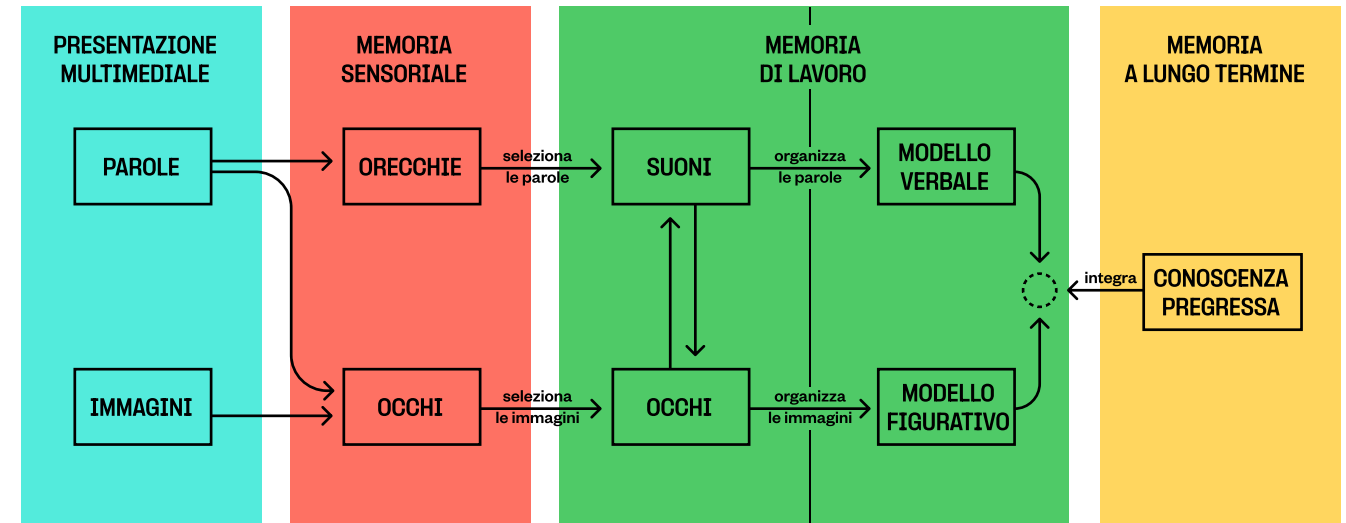 PRESENTAZIONE
MULTIMEDIALE
MEMORIA
SENSORIALE
MEMORIA
DI LAVORO
MEMORIA
A LUNGO TERMINE
PAROLE
ORECCHIE
seleziona
le parole
SUONI
organizza
le parole
MODELLO
VERBALE
integra
CONOSCENZA
PREGRESSA
IMMAGINI
OCCHI
seleziona
le immagini
OCCHI
organizza
le immagini
MODELLO
FIGURATIVO